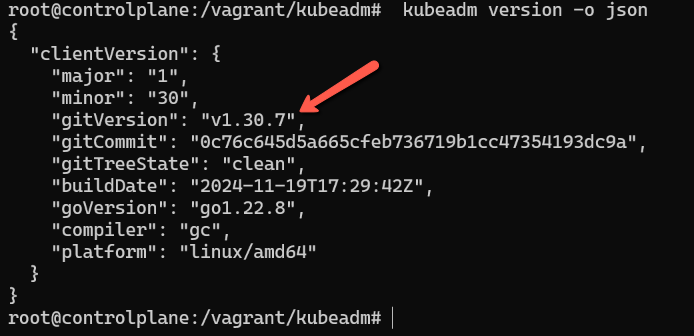 root@controlplane:/vagrant/kubeadm#  kubeadm version -o json
{
  "clientVersion": {
    "major": "1",
    "minor": "30",
    "gitVersion": "v1.30.7",
    "gitCommit": "0c76c645d5a665cfeb736719b1cc47354193dc9a",
    "gitTreeState": "clean",
    "buildDate": "2024-11-19T17:29:42Z",
    "goVersion": "go1.22.8",
    "compiler": "gc",
    "platform": "linux/amd64"
  }
}
root@controlplane:/vagrant/kubeadm#